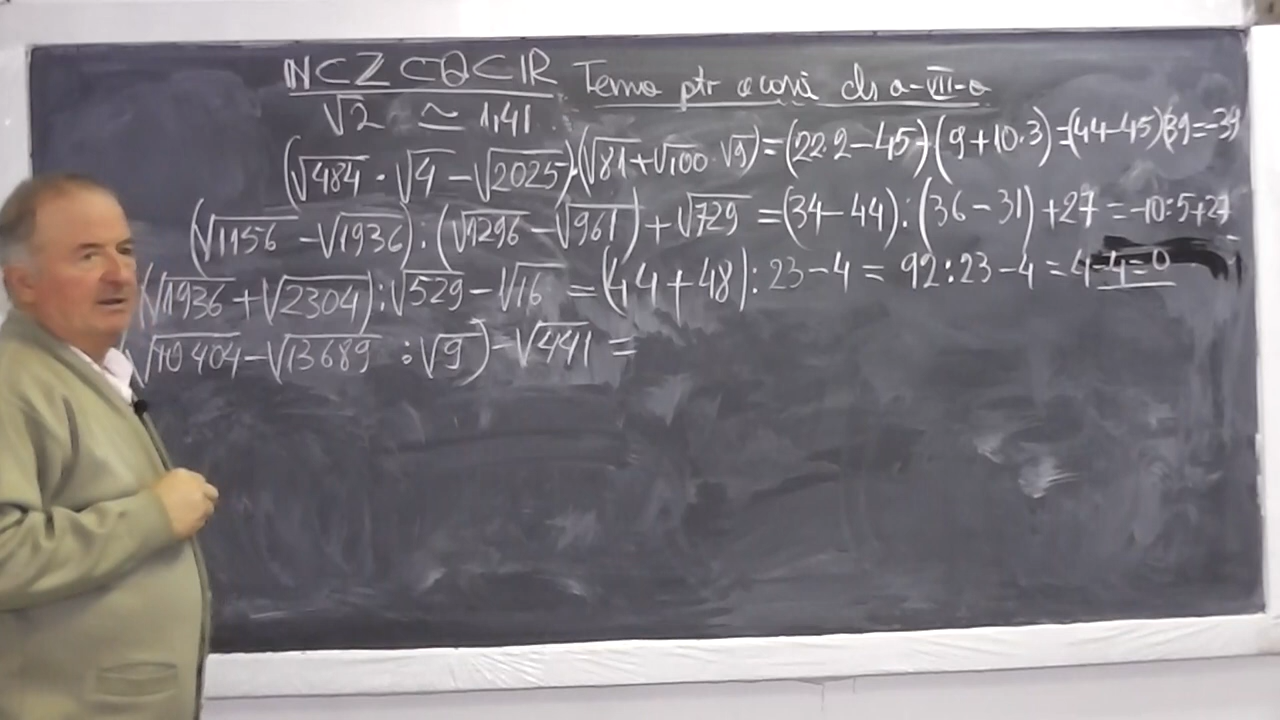 ℕ⊂ℤ⊂ℚ⊂ℝ Tema ptr acasă cls a-VII-a
√2 ≃ 1,41
(√484 · √4 − √2025)·(√81+√100 · √9)=(22·2−45)·(9+10·3)=(44−45)·39=−39
(√1156 − √1936):(√1296 − √961)+√729 =(34−44):(36−31)+27=−10:5+27
(√1936+√2304):√529−√16 =(44+48):23−4= 92:23−4=4−4=0
√10404−√13689 :√9)−√441 =